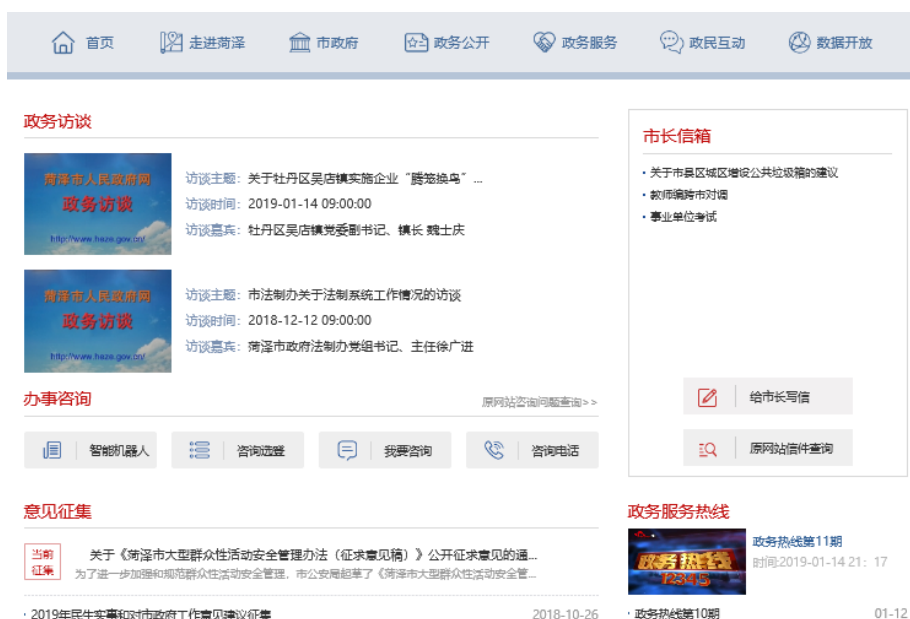 首页 走进菏泽 市政府 政务公开 政务服务 政民互动 数据开放
政务访谈
菏泽市人民政府网
政务访谈
http://www.heze.gov.cn/
访谈主题：关于牡丹区吴店镇实施企业“腾笼换鸟”...
访谈时间：2019-01-14 09:00:00
访谈嘉宾：牡丹区吴店镇党委副书记、镇长 魏士庆
菏泽市人民政府网
政务访谈
http://www.heze.gov.cn/
访谈主题：市法制办关于法制系统工作情况的访谈
访谈时间：2018-12-12 09:00:00
访谈嘉宾：菏泽市政府法制办党组书记、主任徐广进
办事咨询
原网站咨询问题查询>>
智能机器人 咨询选登 我要咨询 咨询电话
市长信箱
·关于市县区城区增设公共垃圾箱的建议
·教师编跨市对调
·事业单位考试
给市长写信
原网站信件查询
意见征集
当前
征集
关于《菏泽市大型群众性活动安全管理办法（征求意见稿）》公开征求意见的通...
为了进一步加强和规范群众性活动安全管理，市公安局起草了《菏泽市大型群众性活动安全管...
·2019年民生实事和对市政府工作意见建议征集 2018-10-26
政务服务热线
政务热线
12345
政务热线第11期
时间:2019-01-14 21：17
·政务热线第10期 01-12